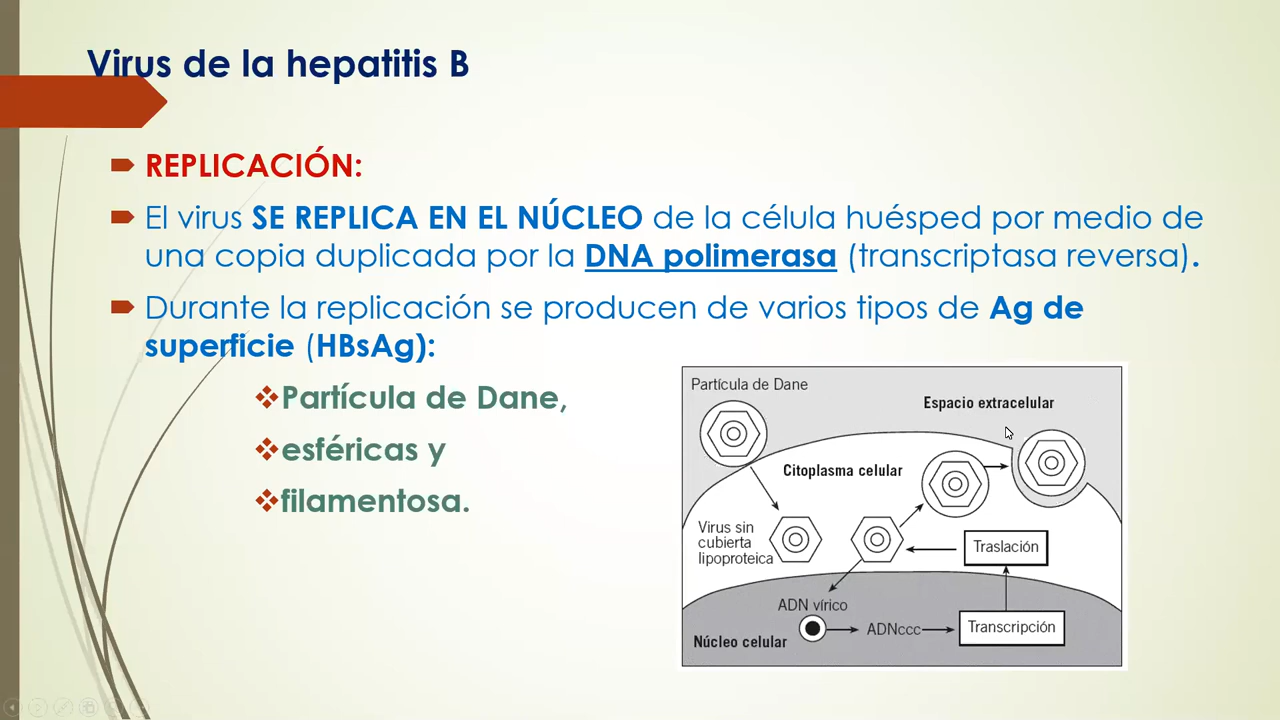 Virus de la hepatitis B
REPLICACIÓN:
El virus SE REPLICA EN EL NÚCLEO de la célula huésped por medio de
una copia duplicada por la DNA polimerasa (transcriptasa reversa).
Durante la replicación se producen de varios tipos de Ag de
superficie (HBsAg):
Partícula de Dane,
esféricas y
filamentosa.
Partícula de Dane
Espacio extracelular
Citoplasma celular
Virus sin
cubierta
lipoproteica
Traslación
ADN vírico
ADNccc
Transcripción
Núcleo celular